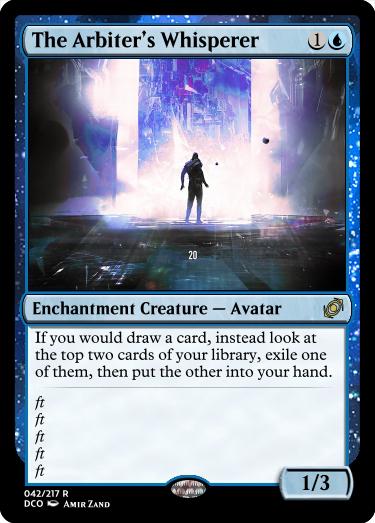 The Arbiter's Whisperer 1
20
Enchantment Creature — Avatar
If you would draw a card, instead look at
the top two cards of your library, exile one
of them, then put the other into your hand.
ft
ft
ft
ft
ft
1/3
042/217 R
DCO Amir Zand